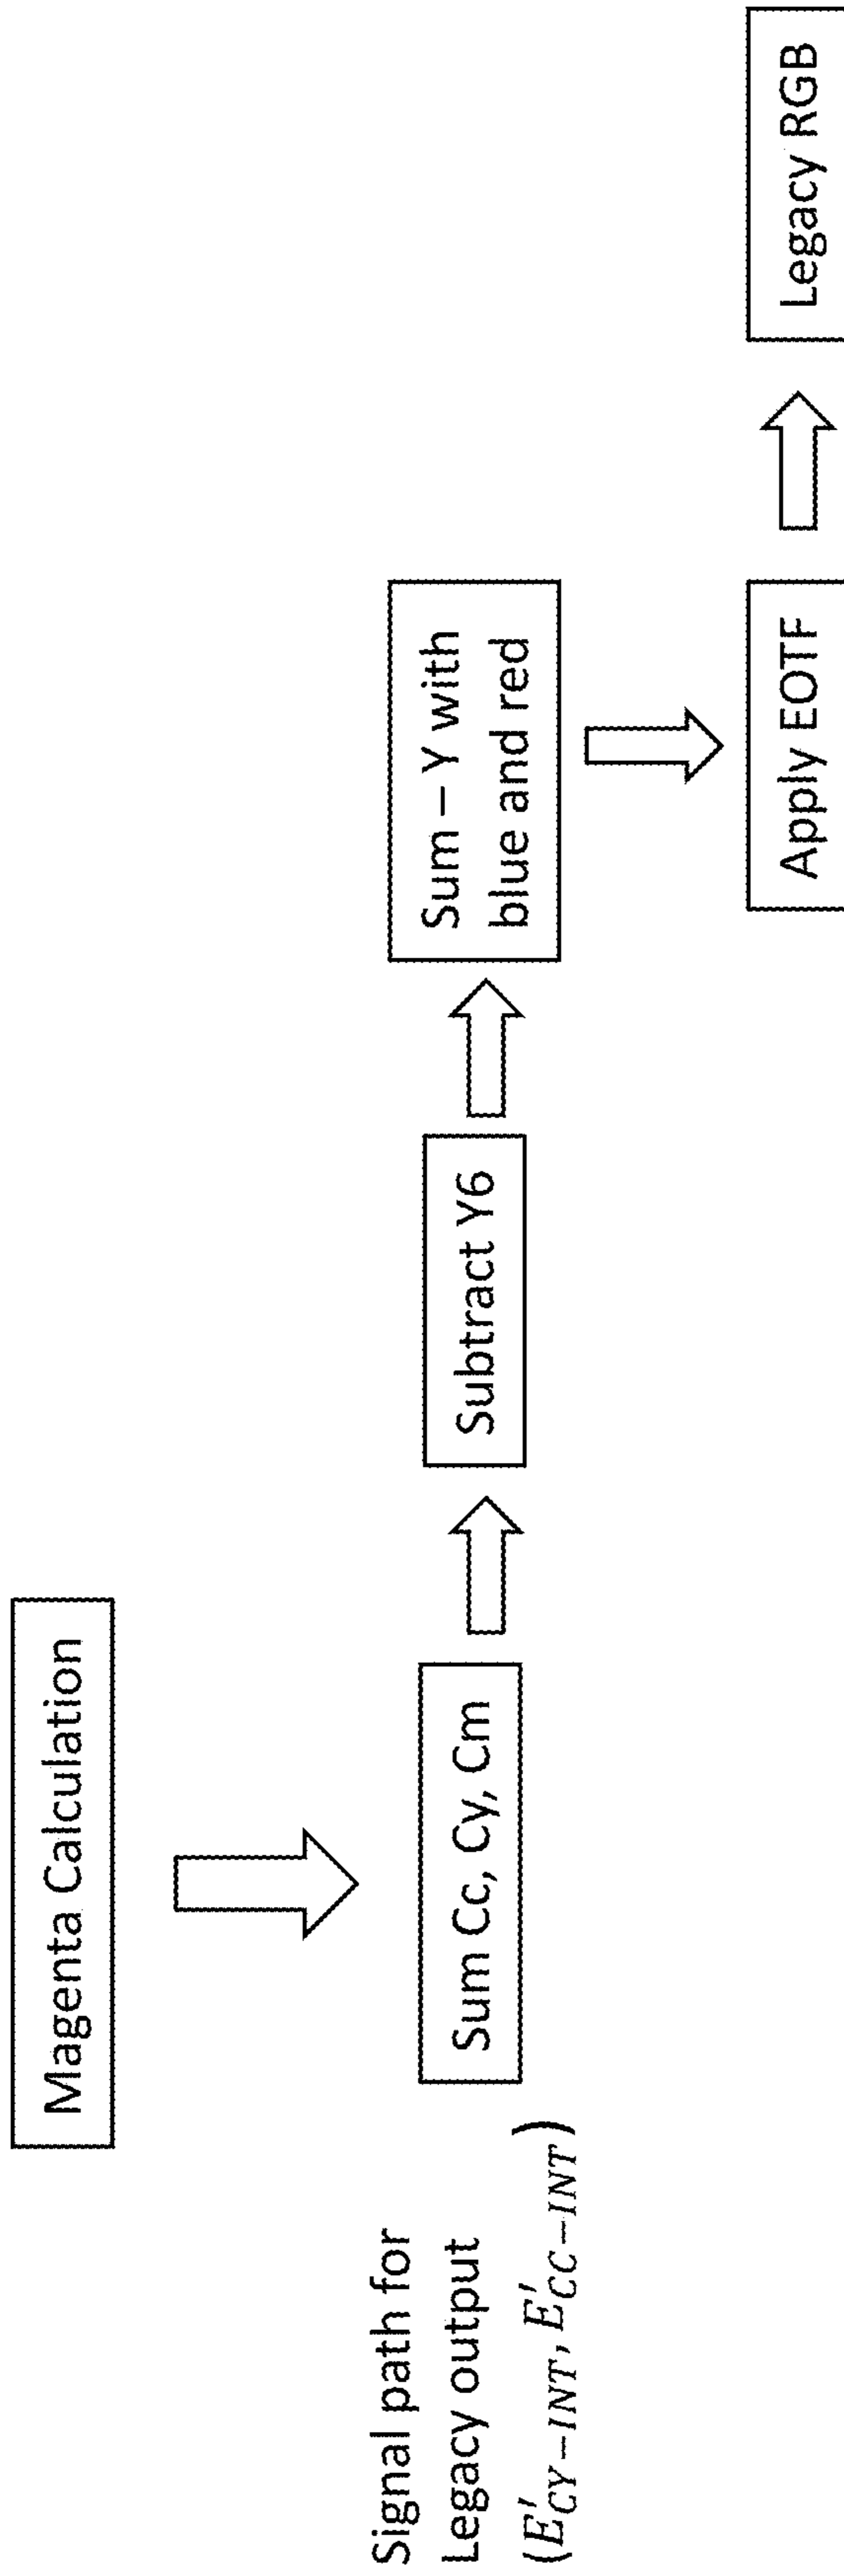 Magenta Calculation
Signal path for
Legacy output
(E′CY−INT, E′CC−INT)
Sum Cc, Cy, Cm
Subtract Y6
Sum – Y with
blue and red
Apply EOTF
Legacy RGB